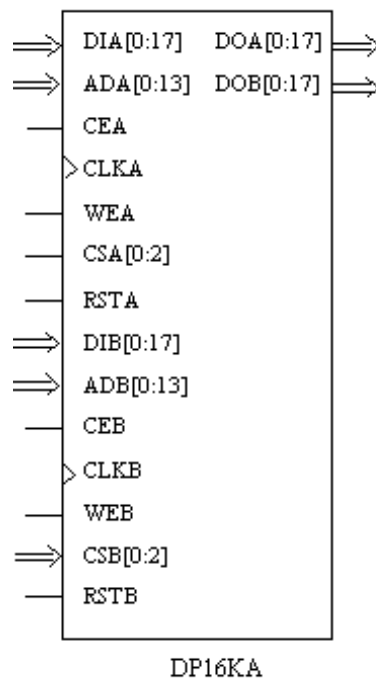 DIA[0:17] DOA[0:17]
ADA[0:13] DOB[0:17]
CEA
CLKA
WEA
CSA[0:2]
RSTA
DIB[0:17]
ADB[0:13]
CEB
CLKB
WEB
CSB[0:2]
RSTB
DP16KA